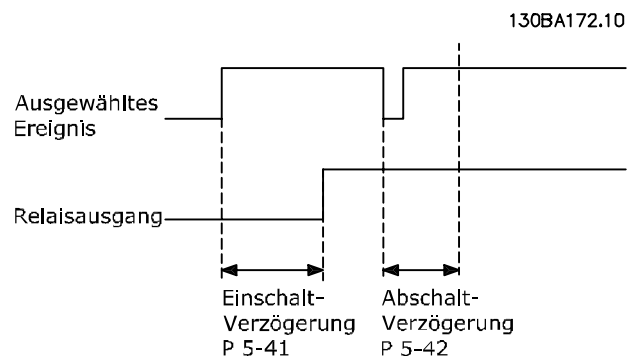 130BA172.10
Ausgewähltes
Ereignis
Relaisausgang
Einschalt-
Verzögerung
P 5-41
Abschalt-
Verzögerung
P 5-42